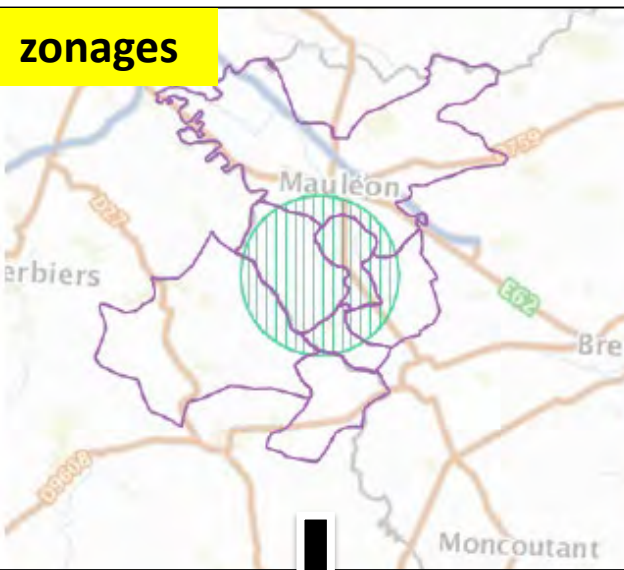 zonages
D759
Mauléon
D27
erbiers
E62
Bre
D960B
Moncoutant